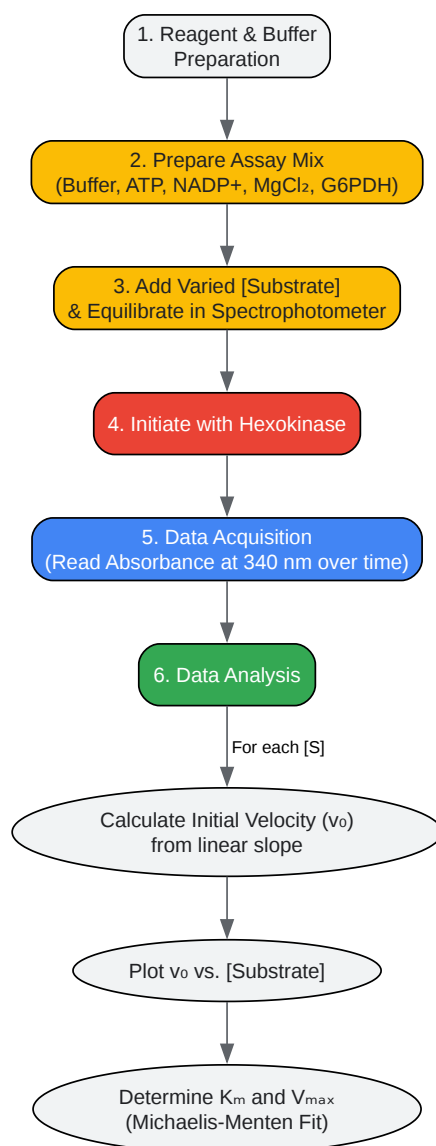 1. Reagent & Buffer
Preparation
2. Prepare Assay Mix
(Buffer, ATP, NADP+, MgCl₂, G6PDH)
3. Add Varied [Substrate]
& Equilibrate in Spectrophotometer
4. Initiate with Hexokinase
5. Data Acquisition
(Read Absorbance at 340 nm over time)
6. Data Analysis
For each [S]
Calculate Initial Velocity (v₀)
from linear slope
Plot v₀ vs. [Substrate]
Determine Kₘ and Vₘₐₓ
(Michaelis-Menten Fit)